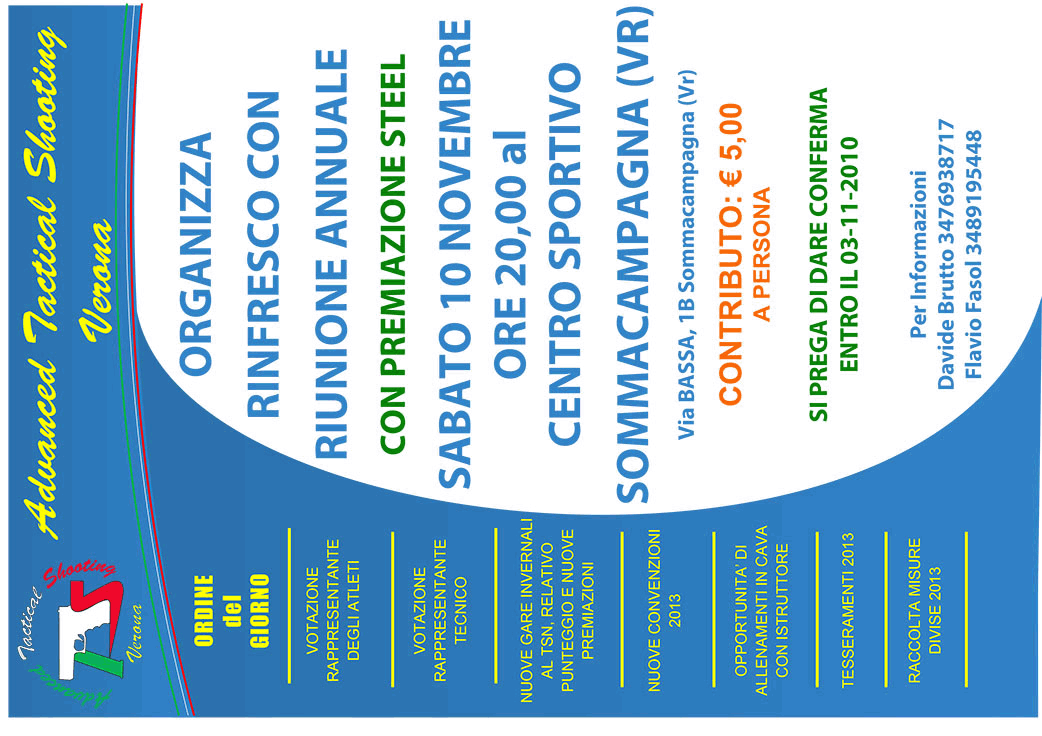 Advanced Tactical Shooting
Verona
Advanced Tactical Shooting
Verona
ORGANIZZA
RINFRESCO CON
RIUNIONE ANNUALE
CON PREMIAZIONE STEEL
SABATO 10 NOVEMBRE
ORE 20,00 al
CENTRO SPORTIVO
SOMMACAMPAGNA (VR)
Via BASSA, 1B Sommacampagna (Vr)
CONTRIBUTO: € 5,00
A PERSONA
SI PREGA DI DARE CONFERMA
ENTRO IL 03-11-2010
Per Informazioni
Davide Brutto 3476938717
Flavio Fasol 3489195448
ORDINE
del
GIORNO
VOTAZIONE
RAPPRESENTANTE
DEGLI ATLETI
VOTAZIONE
RAPPRESENTANTE
TECNICO
NUOVE GARE INVERNALI
AL TSN, RELATIVO
PUNTEGGIO E NUOVE
PREMIAZIONI
NUOVE CONVENZIONI
2013
OPPORTUNITA' DI
ALLENAMENTI IN CAVA
CON ISTRUTTORE
TESSERAMENTI 2013
RACCOLTA MISURE
DIVISE 2013